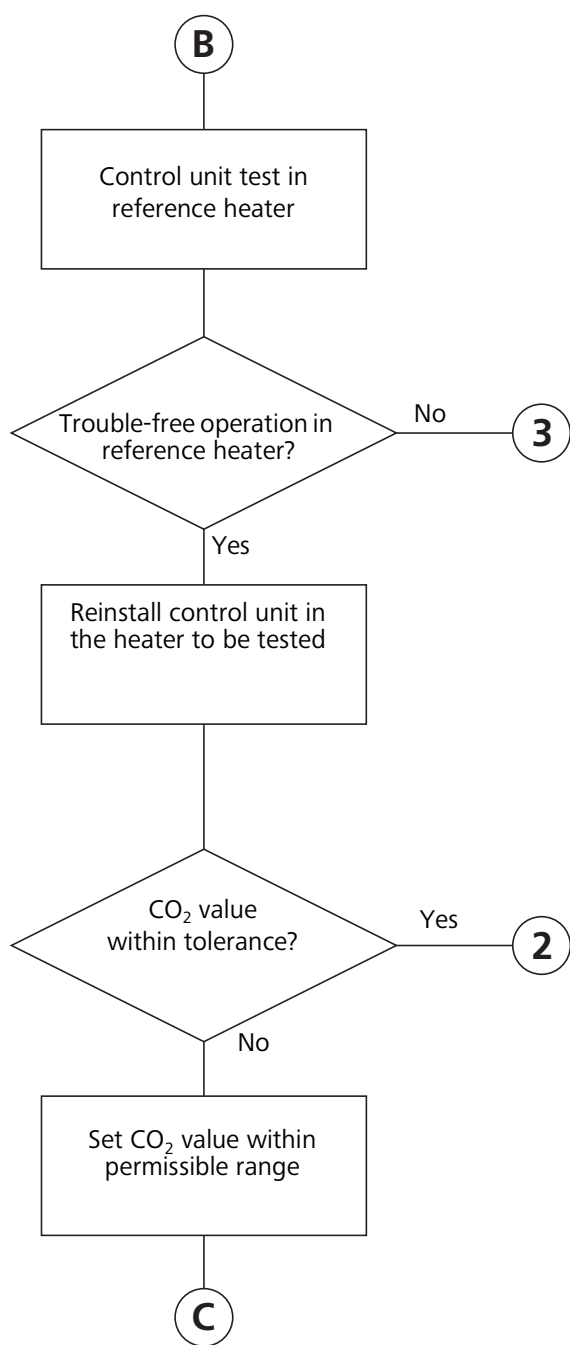 B
Control unit test in
reference heater
Trouble-free operation in
reference heater?
No
3
Yes
Reinstall control unit in
the heater to be tested
CO₂ value
within tolerance?
Yes
2
No
Set CO₂ value within
permissible range
C